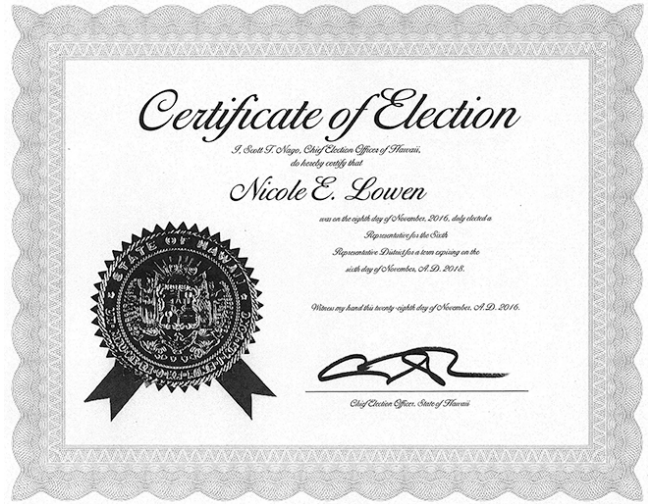 Certificate of Election
I, Scott T. Nago, Chief Election Officer of Hawaii,
do hereby certify that
Nicole E. Lowen
was on the eighth day of November, 2016, duly elected a
Representative for the Sixth
Representative District for a term expiring on the
sixth day of November, A.D. 2018.
Witness my hand this twenty-eighth day of November, A.D. 2016.
STATE OF HAWAII
Chief Election Officer, State of Hawaii